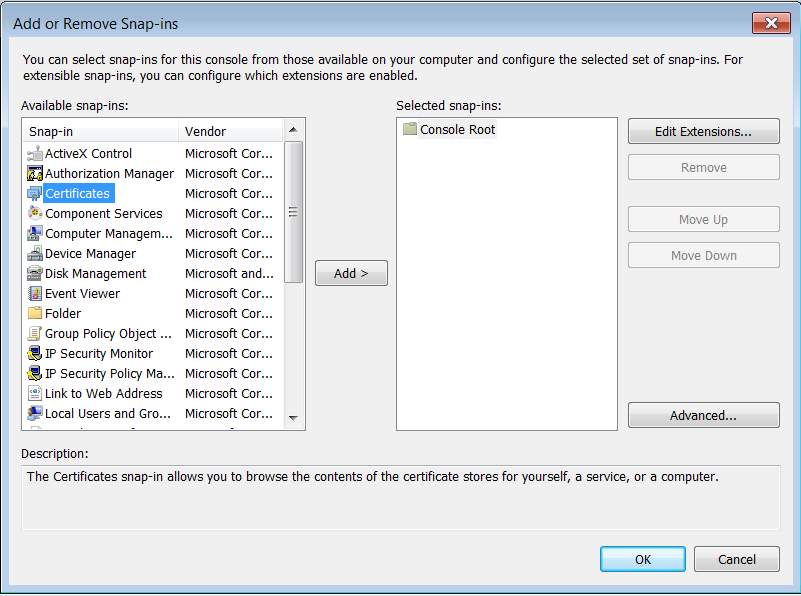 Add or Remove Snap-ins
You can select snap-ins for this console from those available on your computer and configure the selected set of snap-ins. For
extensible snap-ins, you can configure which extensions are enabled.
Available snap-ins:
Snap-in Vendor
ActiveX Control Microsoft Cor...
Authorization Manager Microsoft Cor...
Certificates Microsoft Cor...
Component Services Microsoft Cor...
Computer Managem... Microsoft Cor...
Device Manager Microsoft Cor...
Disk Management Microsoft and...
Event Viewer Microsoft Cor...
Folder Microsoft Cor...
Group Policy Object ... Microsoft Cor...
IP Security Monitor Microsoft Cor...
IP Security Policy Ma... Microsoft Cor...
Link to Web Address Microsoft Cor...
Local Users and Gro... Microsoft Cor...
Add >
Selected snap-ins:
Console Root
Edit Extensions...
Remove
Move Up
Move Down
Advanced...
Description:
The Certificates snap-in allows you to browse the contents of the certificate stores for yourself, a service, or a computer.
OK
Cancel